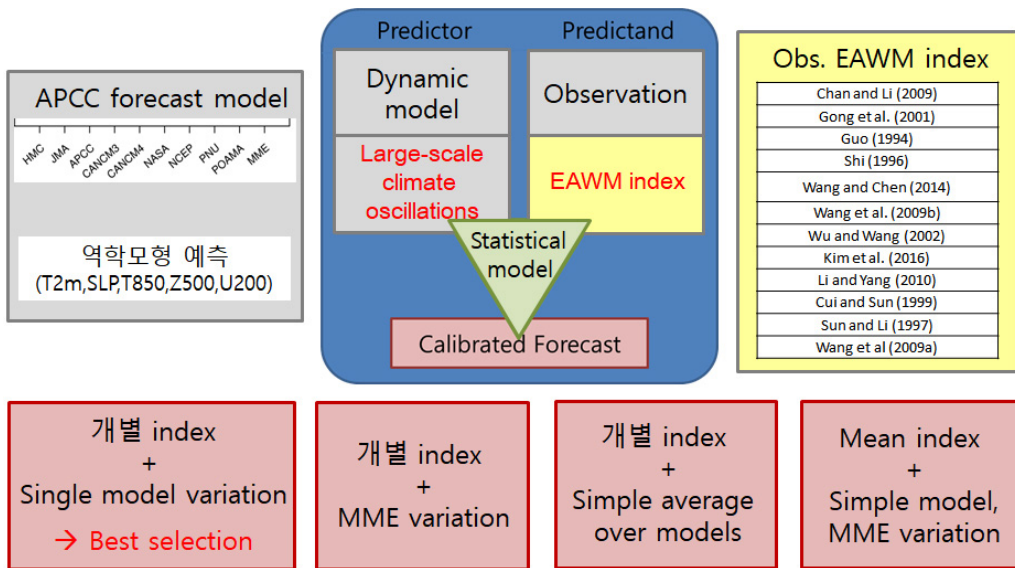 APCC forecast model
HMC
JMA
APCC
CANCM3
CANCM4
NASA
NCEP
PNU
POAMA
MME
역학모형 예측
(T2m,SLP,T850,Z500,U200)
Predictor
Predictand
Dynamic
model
Observation
Large-scale
climate
oscillations
EAWM index
Statistical
model
Calibrated Forecast
Obs. EAWM index
Chan and Li (2009)
Gong et al. (2001)
Guo (1994)
Shi (1996)
Wang and Chen (2014)
Wang et al. (2009b)
Wu and Wang (2002)
Kim et al. (2016)
Li and Yang (2010)
Cui and Sun (1999)
Sun and Li (1997)
Wang et al (2009a)
개별 index
+
Single model variation
→ Best selection
개별 index
+
MME variation
개별 index
+
Simple average
over models
Mean index
+
Simple model,
MME variation